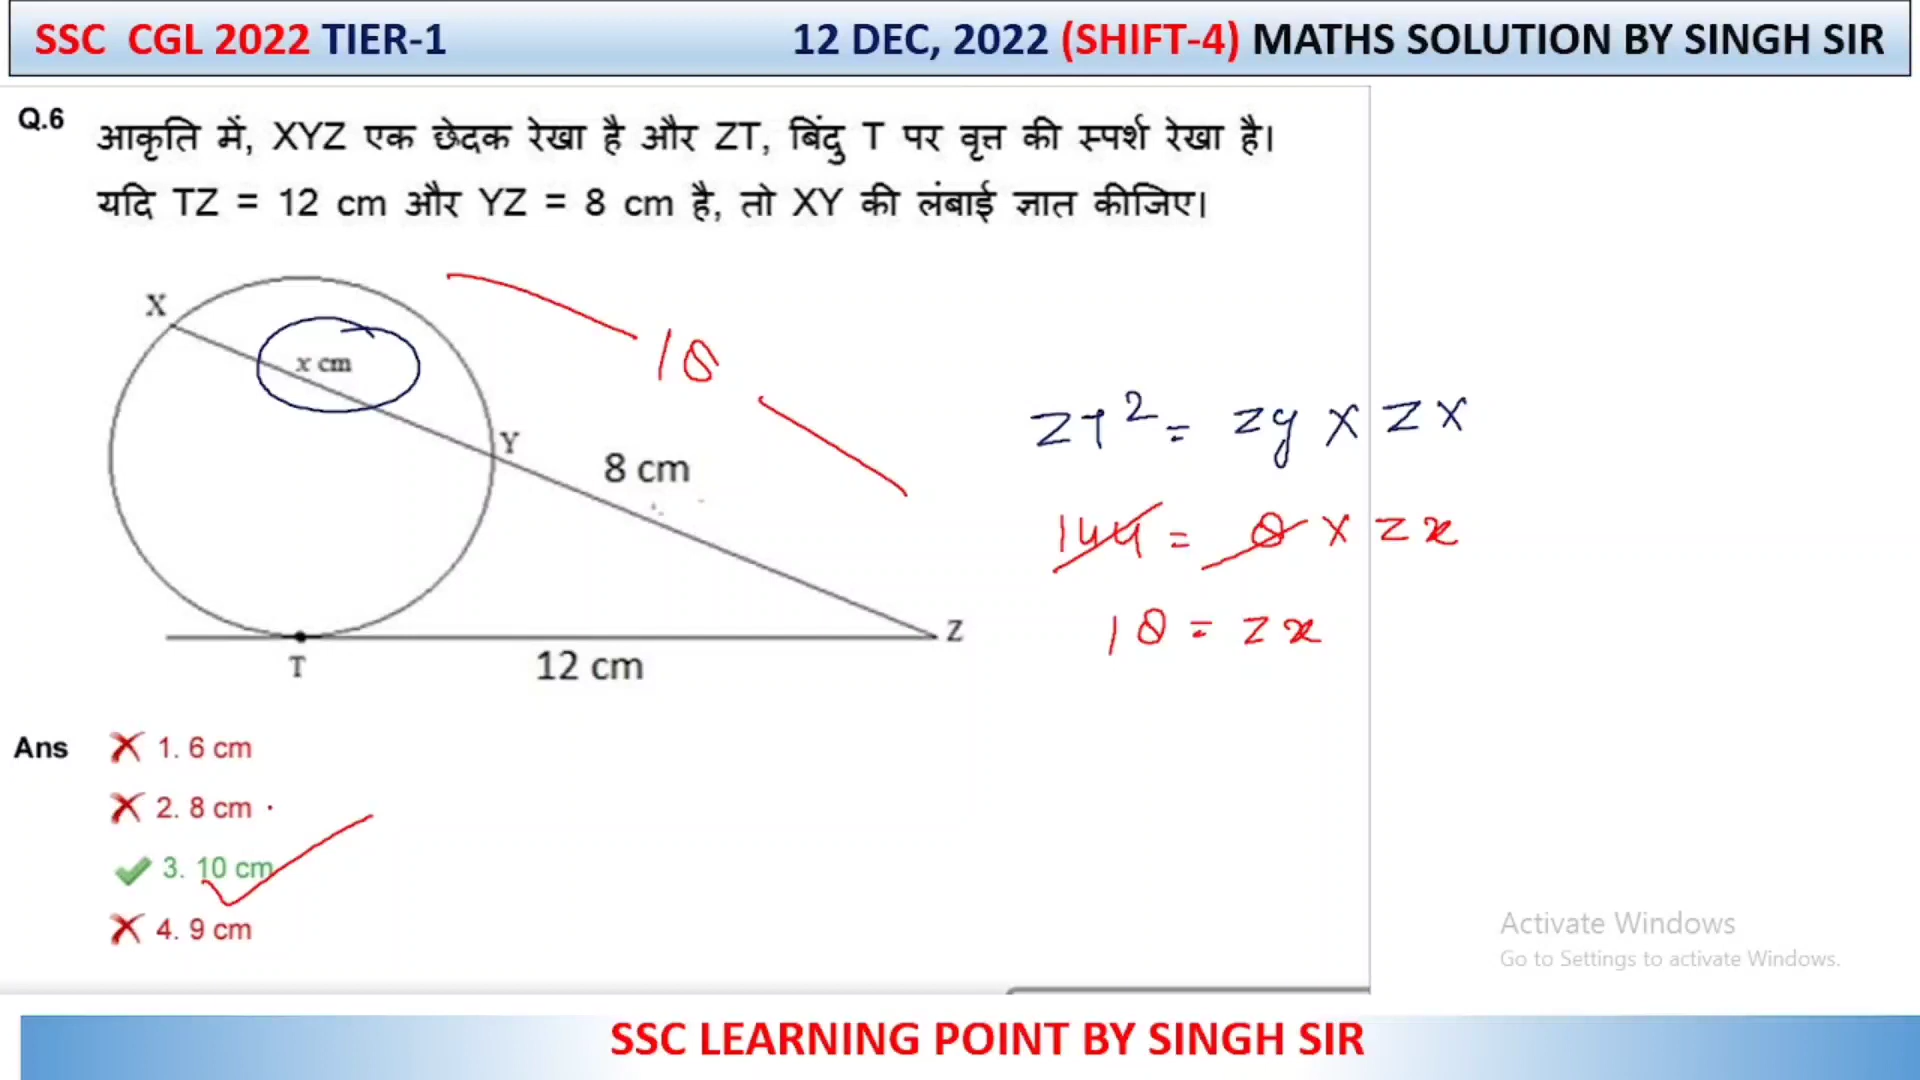 SSC CGL 2022 TIER-1 12 DEC, 2022 (SHIFT-4) MATHS SOLUTION BY SINGH SIR
Q.6 आकृति में, XYZ एक छेदक रेखा है और ZT, बिंदु T पर वृत्त की स्पर्श रेखा है।
यदि TZ = 12 cm और YZ = 8 cm है, तो XY की लंबाई ज्ञात कीजिए।
X
x cm
18
Y
8 cm
Z
T
12 cm
ZT² = Zy × ZX
144 = 8 × Zx
18 = Zx
Ans 1. 6 cm
2. 8 cm
3. 10 cm
4. 9 cm
Activate Windows
Go to Settings to activate Windows.
SSC LEARNING POINT BY SINGH SIR